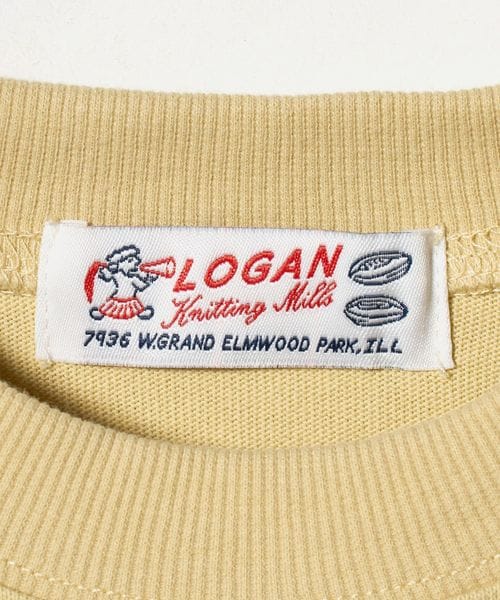 LOGAN
Knitting Mills
7936 W.GRAND ELMWOOD PARK, ILL